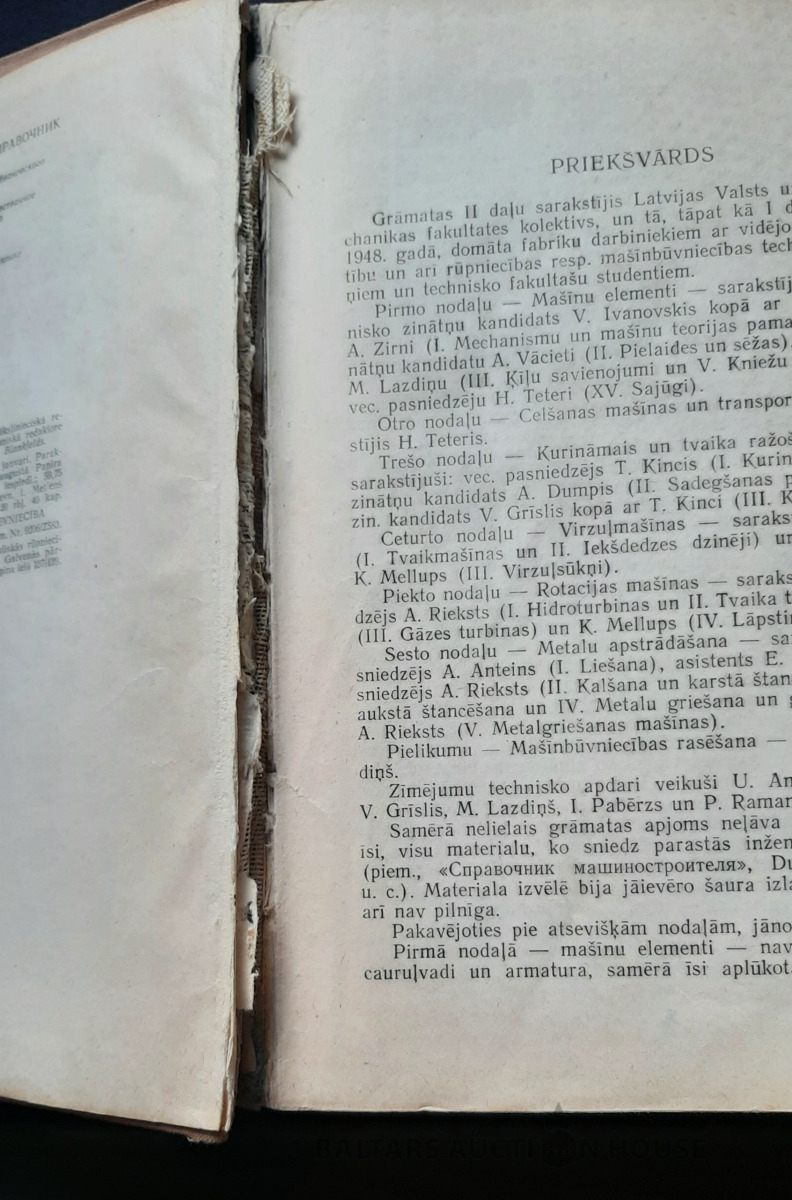 PRIEKŠVĀRDS
Grāmatas II daļu sarakstījis Latvijas Valsts
chanikas fakultates kolektivs, un tā, tāpat kā I
1948. gadā, domāta fabriku darbiniekiem ar vidējo
tību un arī rūpniecības resp. mašīnbūvniecības tech
ņiem un technisko fakultašu studentiem.
Pirmo nodaļu — Mašīnu elementi — sarakstīj
nisko zinātņu kandidats V. Ivanovskis kopā ar
A. Zirni (I. Mechanismu un mašīnu teorijas pama
nātņu kandidatu A. Vācieti (II. Pielaides un sēžas),
M. Lazdiņu (III. Ķīļu savienojumi un V. Kniežu
vec. pasniedzēju H. Teteri (XV. Sajūgi).
Otro nodaļu — Celšanas mašīnas un transpor
stījis H. Teteris.
Trešo nodaļu — Kurināmais un tvaika ražoš
sarakstījuši: vec. pasniedzējs T. Ķincis (I. Kurin
zinātņu kandidats A. Dumpis (II. Sadegšanas p
zin. kandidats V. Grīslis kopā ar T. Ķinci (III. K
Ceturto nodaļu — Virzuļmašīnas — saraks
(I. Tvaikmašīnas un II. Iekšdedzes dzinēji) un
K. Mellups (III. Virzuļsūkņi).
Piekto nodaļu — Rotacijas mašīnas — saraks
dzējs A. Rieksts (I. Hidroturbinas un II. Tvaika t
(III. Gāzes turbinas) un K. Mellups (IV. Lāpstiņ
Sesto nodaļu — Metalu apstrādāšana — sa
sniedzējs A. Anteins (I. Liešana), asistents E.
sniedzējs A. Rieksts (II. Kalšana un karstā štan
aukstā štancēšana un IV. Metalu griešana un
A. Rieksts (V. Metalgriešanas mašīnas).
Pielikumu — Mašīnbūvniecības rasēšana —
diņš.
Zīmējumu technisko apdari veikuši U. An
V. Grīslis, M. Lazdiņš, I. Pabērzs un P. Raman
Samērā nelielais grāmatas apjoms neļāva
īsi, visu materialu, ko sniedz parastās inžen
(piem., «Справочник машиностроителя», Du
u. c.). Materiala izvēlē bija jāievēro šaura izla
arī nav pilnīga.
Pakavējoties pie atsevišķām nodaļām, jāno
Pirmā nodaļā — mašīnu elementi — nav
cauruļvadi un armatura, samērā īsi aplūkot
BALTARS AUCTION HOUSE